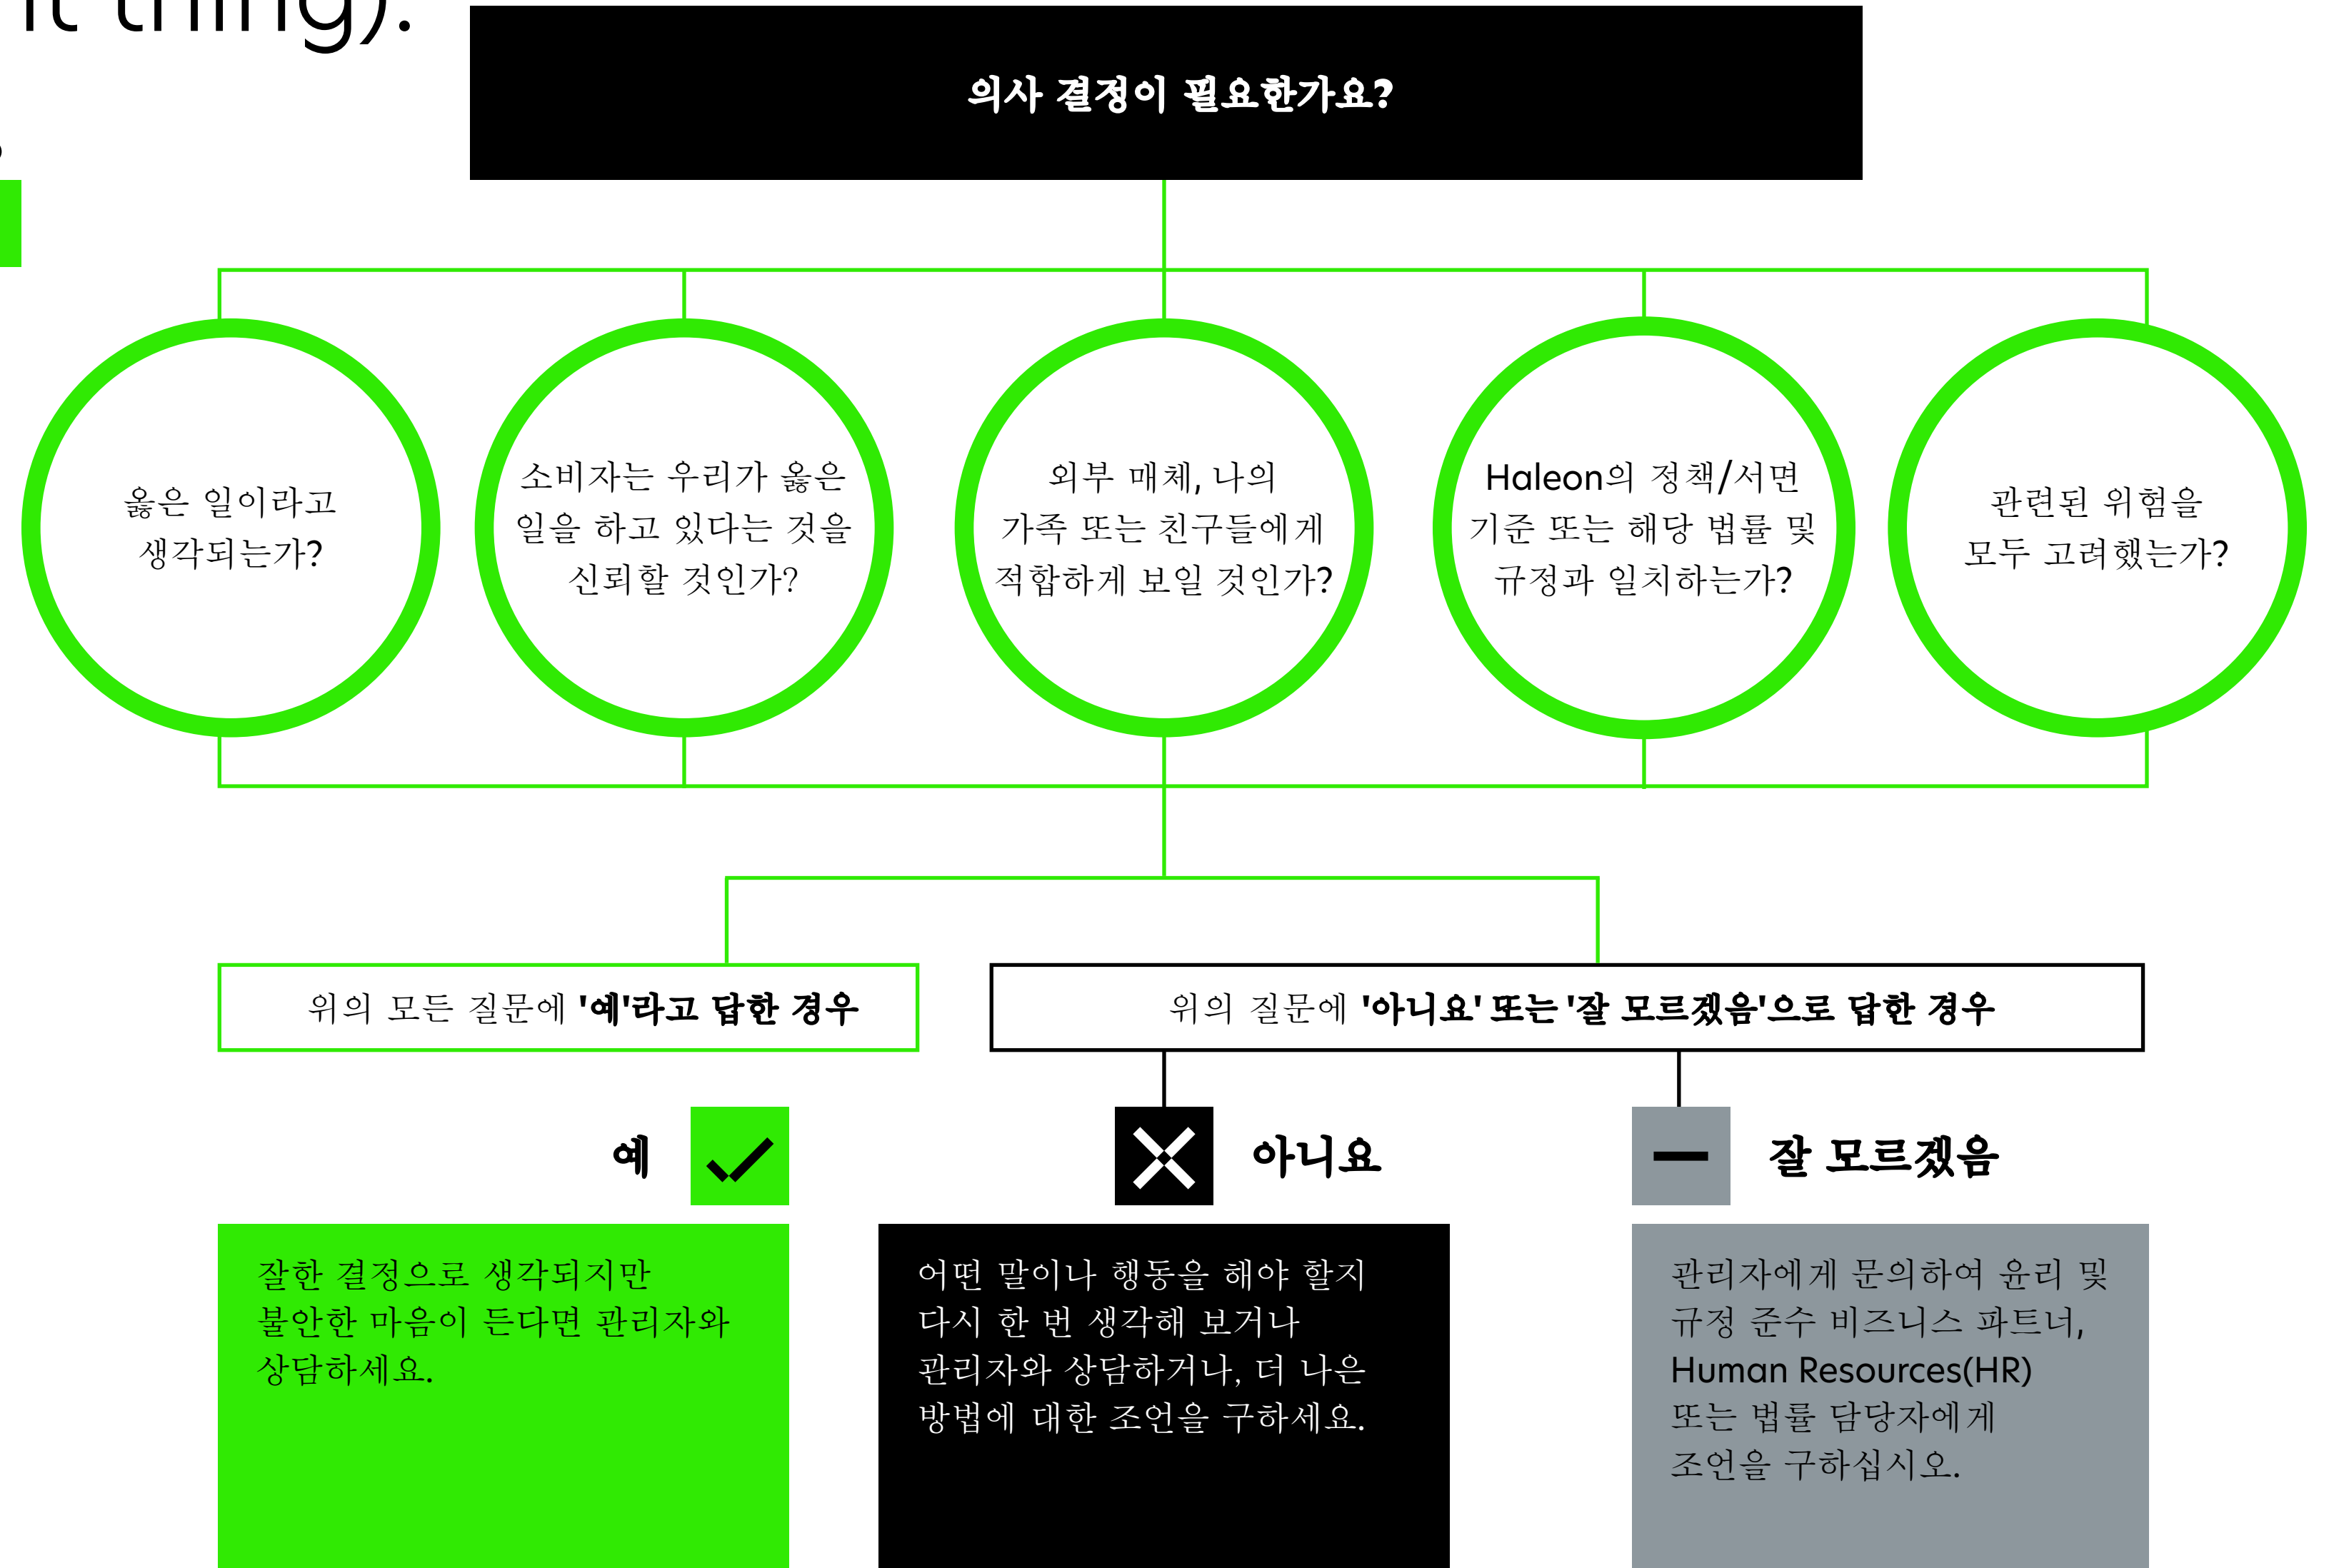 it thing).
의사 결정이 필요한가요?
옳은 일이라고
생각되는가?
소비자는 우리가 옳은
일을 하고 있다는 것을
신뢰할 것인가?
외부 매체, 나의
가족 또는 친구들에게
적합하게 보일 것인가?
Haleon의 정책/서면
기준 또는 해당 법률 및
규정과 일치하는가?
관련된 위험을
모두 고려했는가?
위의 모든 질문에 '예'라고 답한 경우
위의 질문에 '아니요' 또는 '잘 모르겠음'으로 답한 경우
예
아니요
잘 모르겠음
잘한 결정으로 생각되지만
불안한 마음이 든다면 관리자와
상담하세요.
어떤 말이나 행동을 해야 할지
다시 한 번 생각해 보거나
관리자와 상담하거나, 더 나은
방법에 대한 조언을 구하세요.
관리자에게 문의하여 윤리 및
규정 준수 비즈니스 파트너,
Human Resources(HR)
또는 법률 담당자에게
조언을 구하십시오.